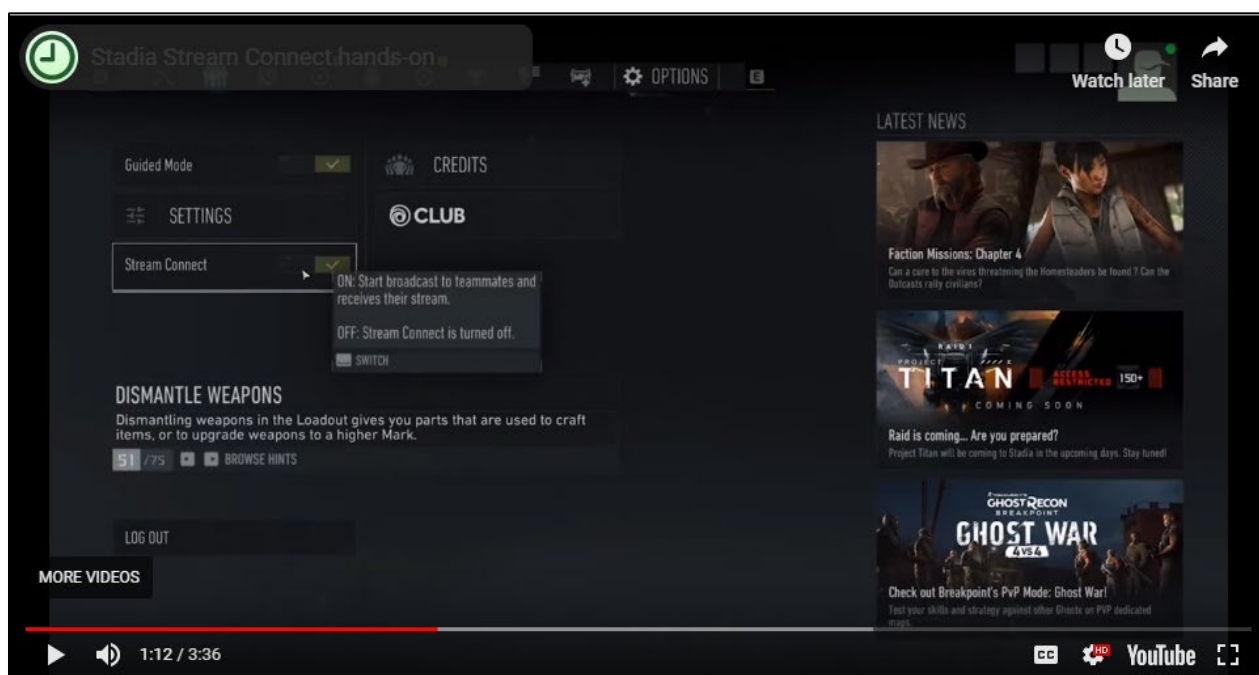 Stadia Stream Connect hands-on
Watch later
Share
OPTIONS
E
LATEST NEWS
Guided Mode
CREDITS
SETTINGS
CLUB
Stream Connect
ON: Start broadcast to teammates and
receives their stream.
OFF: Stream Connect is turned off.
SWITCH
Faction Missions: Chapter 4
Can a cure to the virus threatening the Homesteaders be found ? Can the
Outcasts rally civilians?
RAID 1
PROJECT
TITAN
ACCESS
RESTRICTED
150+
COMING SOON
Raid is coming... Are you prepared?
Project Titan will be coming to Stadia in the upcoming days. Stay tuned!
DISMANTLE WEAPONS
Dismantling weapons in the Loadout gives you parts that are used to craft
items, or to upgrade weapons to a higher Mark.
51 /75
BROWSE HINTS
GHOST RECON
BREAKPOINT
GHOST WAR
4VS4
Check out Breakpoint's PvP Mode: Ghost War!
Test your skills and strategy against other Ghosts on PVP dedicated
maps.
LOG OUT
MORE VIDEOS
1:12 / 3:36
CC
HD
YouTube